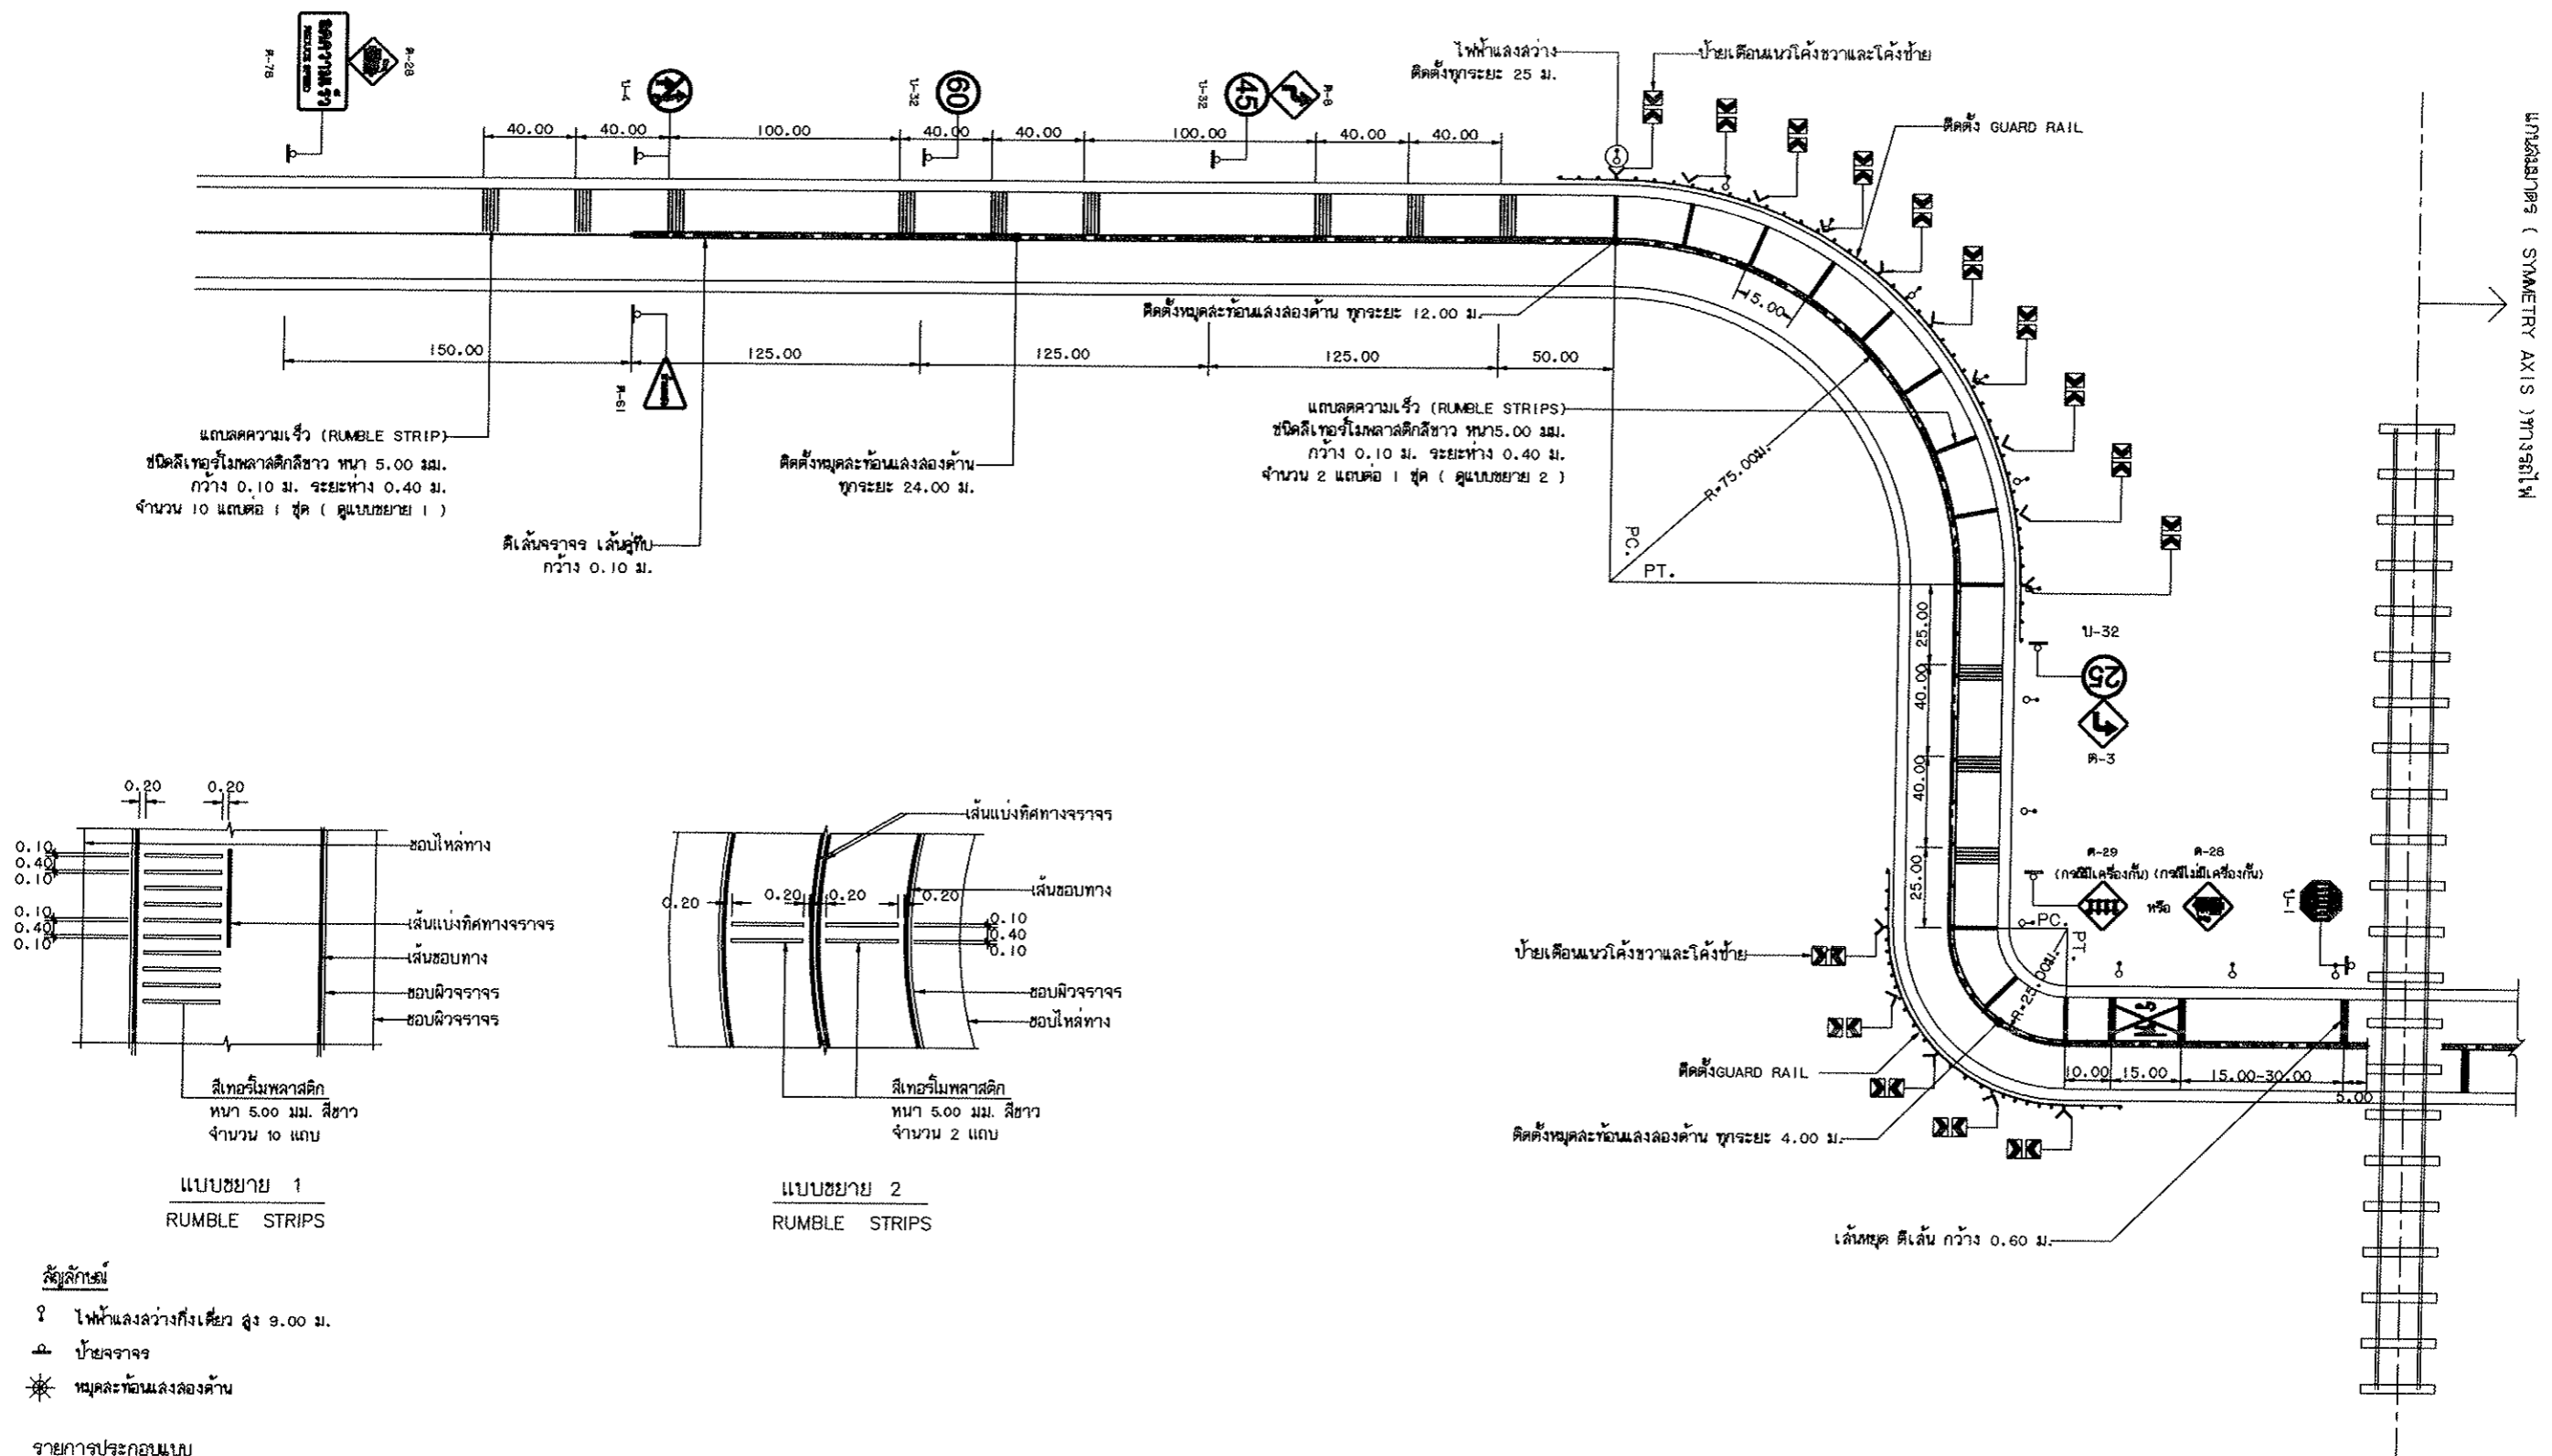 ลดความเร็ว
REDUCE SPEED
ต-78
ต-28
บ-4
60
บ-32
45
บ-32
ต-8
ไฟฟ้าแสงสว่าง
ติดตั้งทุกระยะ 25 ม.
ป้ายเตือนแนวโค้งขวาและโค้งซ้าย
ติดตั้ง GUARD RAIL
แกนสมมาตร ( SYMMETRY AXIS )ทางรถไฟ
40.00
40.00
100.00
40.00
40.00
100.00
40.00
40.00
ติดตั้งหมุดสะท้อนแสงสองด้าน ทุกระยะ 12.00 ม.
15.00
150.00
125.00
125.00
125.00
50.00
ต-61
แถบลดความเร็ว (RUMBLE STRIP)
ชนิดสีเทอร์โมพลาสติกสีขาว หนา 5.00 มม.
กว้าง 0.10 ม. ระยะห่าง 0.40 ม.
จำนวน 10 แถบต่อ 1 ชุด ( ดูแบบขยาย 1 )
ติดตั้งหมุดสะท้อนแสงสองด้าน
ทุกระยะ 24.00 ม.
ตีเส้นจราจร เส้นคู่ทึบ
กว้าง 0.10 ม.
แถบลดความเร็ว (RUMBLE STRIPS)
ชนิดสีเทอร์โมพลาสติกสีขาว หนา5.00 มม.
กว้าง 0.10 ม. ระยะห่าง 0.40 ม.
จำนวน 2 แถบต่อ 1 ชุด ( ดูแบบขยาย 2 )
R=75.00ม.
PC.
PT.
25.00
40.00
40.00
25.00
บ-32
25
ต-3
ต-29
(กรณีมีเครื่องกั้น)
ต-28
(กรณีไม่มีเครื่องกั้น)
หรือ
บ-1
PC.
PT.
R=25.00ม.
ป้ายเตือนแนวโค้งขวาและโค้งซ้าย
ติดตั้งGUARD RAIL
10.00
15.00
15.00-30.00
5.00
ติดตั้งหมุดสะท้อนแสงสองด้าน ทุกระยะ 4.00 ม.
เส้นหยุด ตีเส้น กว้าง 0.60 ม.
0.20
0.20
0.10
0.40
0.10
0.10
0.40
0.10
ขอบไหล่ทาง
เส้นแบ่งทิศทางจราจร
เส้นขอบทาง
ขอบผิวจราจร
ขอบผิวจราจร
สีเทอร์โมพลาสติก
หนา 5.00 มม. สีขาว
จำนวน 10 แถบ
แบบขยาย 1
RUMBLE STRIPS
เส้นแบ่งทิศทางจราจร
เส้นขอบทาง
0.20
0.20
0.20
0.20
0.10
0.40
0.10
ขอบผิวจราจร
ขอบไหล่ทาง
สีเทอร์โมพลาสติก
หนา 5.00 มม. สีขาว
จำนวน 2 แถบ
แบบขยาย 2
RUMBLE STRIPS
สัญลักษณ์
ไฟฟ้าแสงสว่างกิ่งเดี่ยว สูง 9.00 ม.
ป้ายจราจร
หมุดสะท้อนแสงสองด้าน
รายการประกอบแบบ